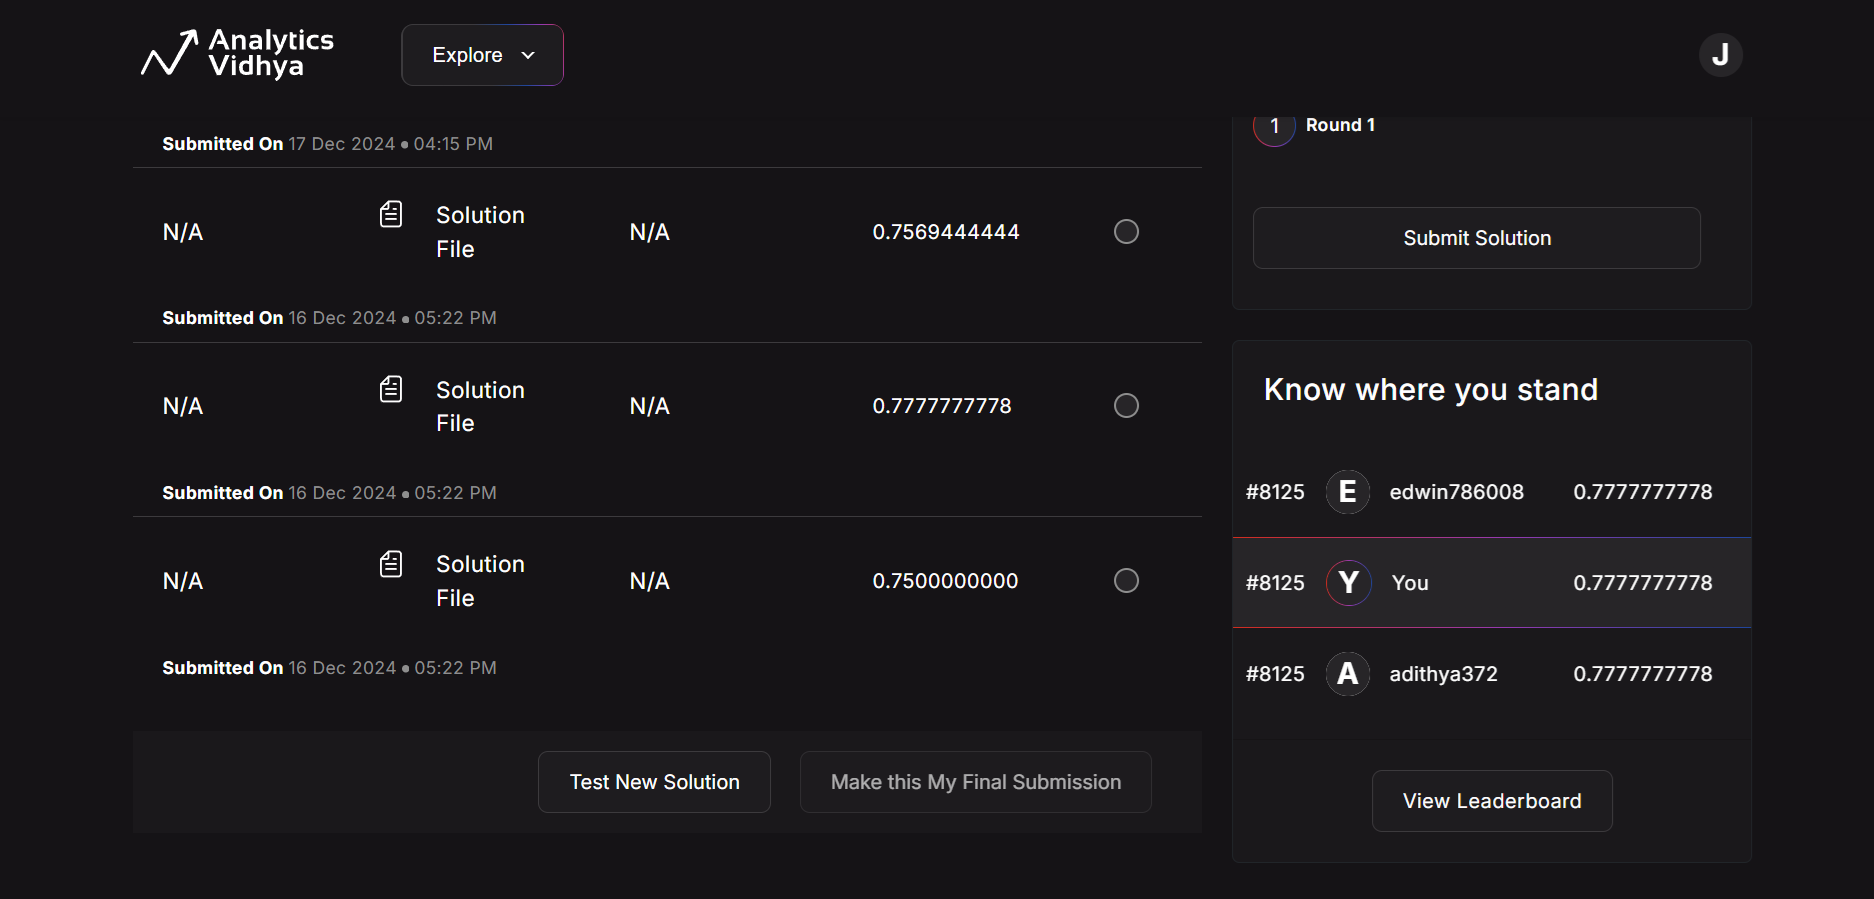 Analytics
Vidhya
Explore
J
Submitted On 17 Dec 2024 • 04:15 PM
N/A
Solution
File
N/A
0.7569444444
Submitted On 16 Dec 2024 • 05:22 PM
N/A
Solution
File
N/A
0.7777777778
Submitted On 16 Dec 2024 • 05:22 PM
N/A
Solution
File
N/A
0.7500000000
Submitted On 16 Dec 2024 • 05:22 PM
Test New Solution
Make this My Final Submission
1 Round 1
Submit Solution
Know where you stand
#8125 E edwin786008 0.7777777778
#8125 Y You 0.7777777778
#8125 A adithya372 0.7777777778
View Leaderboard